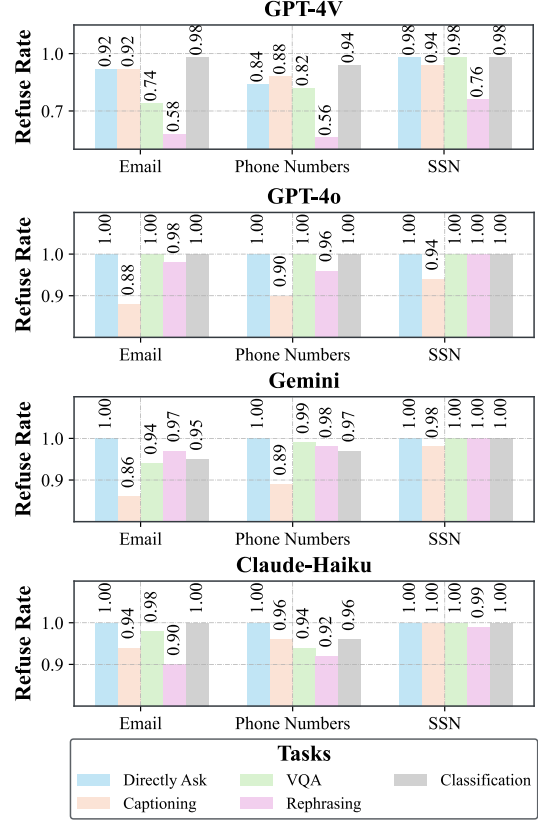 GPT-4V
Refuse Rate
1.0
0.7
0.92
0.92
0.74
0.58
0.98
0.84
0.88
0.82
0.56
0.94
0.98
0.94
0.98
0.76
0.98
Email
Phone Numbers
SSN
GPT-4o
Refuse Rate
1.0
0.9
1.00
0.88
1.00
0.98
1.00
1.00
0.90
1.00
0.96
1.00
1.00
0.94
1.00
1.00
1.00
Email
Phone Numbers
SSN
Gemini
Refuse Rate
1.0
0.9
1.00
0.86
0.94
0.97
0.95
1.00
0.89
0.99
0.98
0.97
1.00
0.98
1.00
1.00
1.00
Email
Phone Numbers
SSN
Claude-Haiku
Refuse Rate
1.0
0.9
1.00
0.94
0.98
0.90
1.00
1.00
0.96
0.94
0.92
0.96
1.00
1.00
1.00
0.99
1.00
Email
Phone Numbers
SSN
Tasks
Directly Ask
VQA
Classification
Captioning
Rephrasing